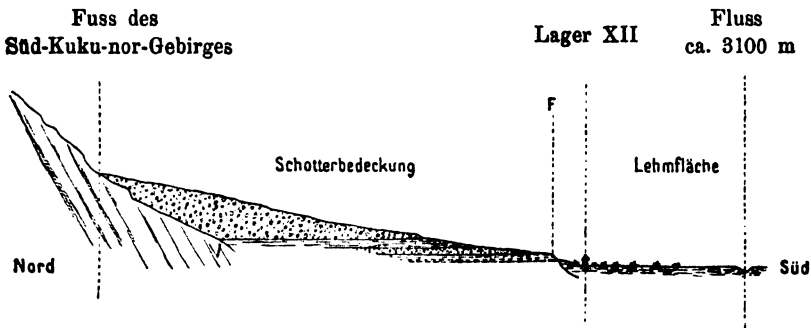 Fuss des
Süd-Kuku-nor-Gebirges
Lager XII
Fluss
ca. 3100 m
F
Schotterbedeckung
Lehmfläche
Nord
Süd